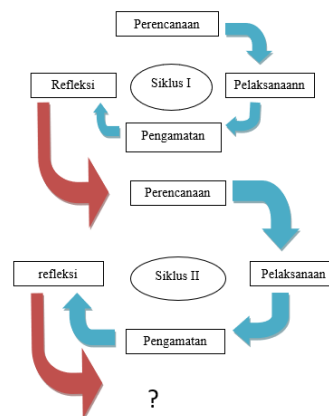 Perencanaan
Refleksi
Siklus I
Pelaksanaann
Pengamatan
Perencanaan
refleksi
Siklus II
Pelaksanaan
Pengamatan
?